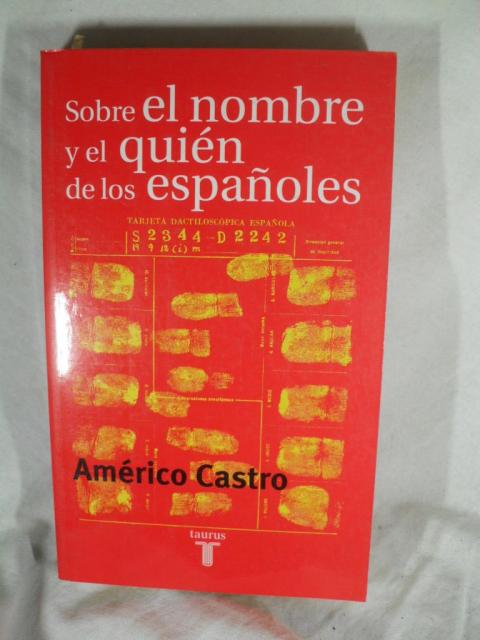 Sobre el nombre
y el quién
de los españoles
TARJETA DACTILOSCÓPICA ESPAÑOLA
S 2344-D 2242
Américo Castro
taurus